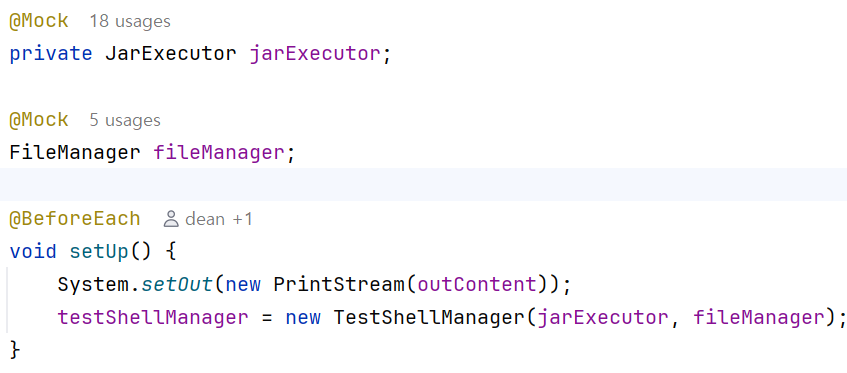 @Mock 18 usages
private JarExecutor jarExecutor;
@Mock 5 usages
FileManager fileManager;
@BeforeEach dean +1
void setUp() {
System.setOut(new PrintStream(outContent));
testShellManager = new TestShellManager(jarExecutor, fileManager);
}